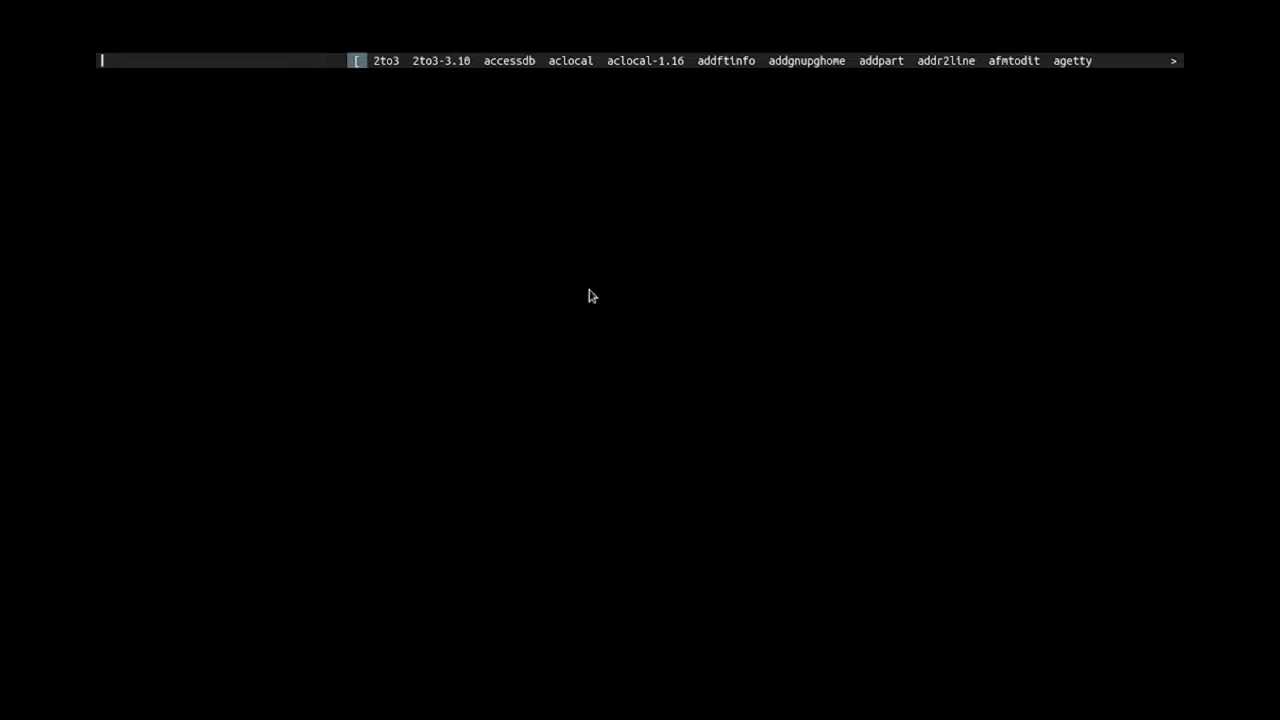 [ 2to3 2to3-3.10 accessdb aclocal aclocal-1.16 addftinfo addgnupghome addpart addr2line afmtodit agetty >